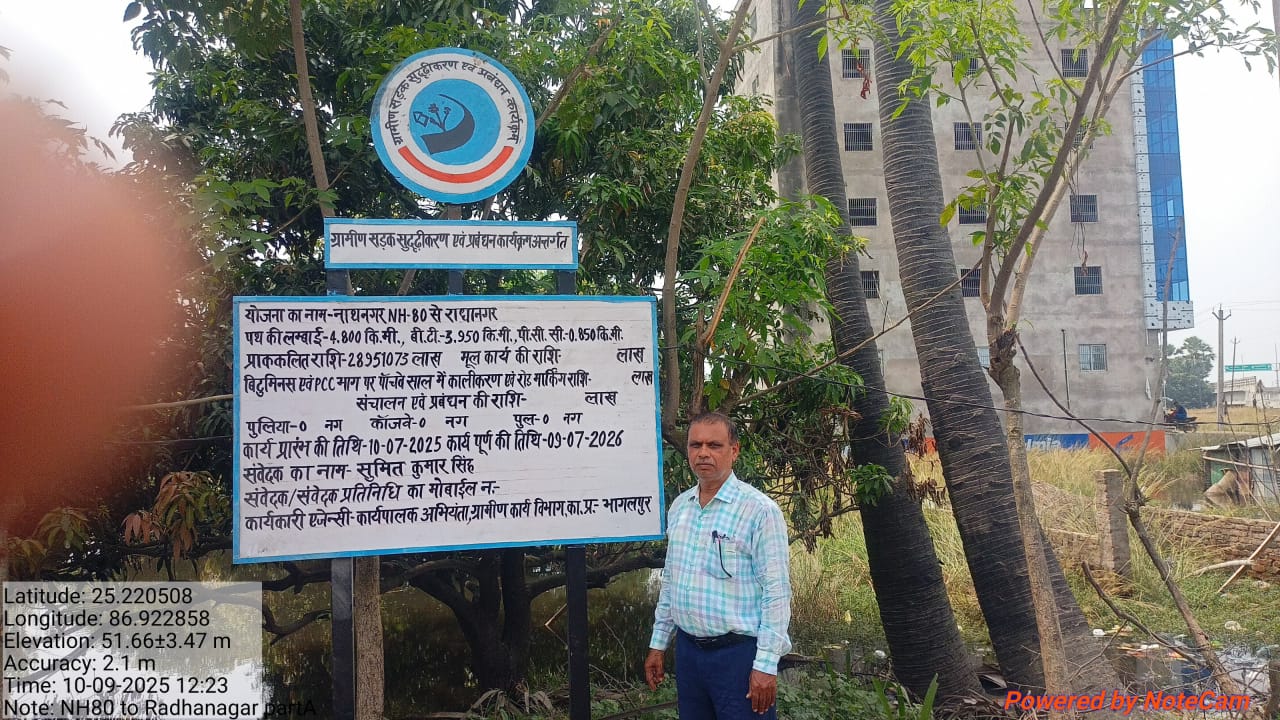 ग्रामीण सड़क सुदृढ़ीकरण एवं प्रबंधन कार्यक्रम
ग्रामीण सड़क सुदृढ़ीकरण एवं प्रबंधन कार्यक्रम अन्तर्गत
योजना का नाम-नाथनगर, NH-80 से राधानगर
पथ की लम्बाई-4.800 कि.मी., बी.टी-3.950 कि.मी.,पी.सी.सी-0.850 कि.मी.
प्राक्कलित राशि-289.51073 लाख मूल कार्य की राशि- लाख
बिटुमिनस एवं PCC भाग पर पाँचवे साल में कालीकरण एवं रोड मार्किंग राशि- लाख
संचालन एवं प्रबंधन की राशि- लाख
पुलिया-0 नग कॉजवे-0 नग पुल-0 नग
कार्य प्रारंभ की तिथि-10-07-2025 कार्य पूर्ण की तिथि-09-07-2026
संवेदक का नाम- सुमित कुमार सिंह
संवेदक/संवेदक प्रतिनिधि का मोबाईल न.-
कार्यकारी एजेन्सी- कार्यपालक अभियंता,ग्रामीण कार्य विभाग,का.प्र.- भागलपुर
Latitude: 25.220508
Longitude: 86.922858
Elevation: 51.66±3.47 m
Accuracy: 2.1 m
Time: 10-09-2025 12:23
Note: NH80 to Radhanagar partA
Powered by NoteCam